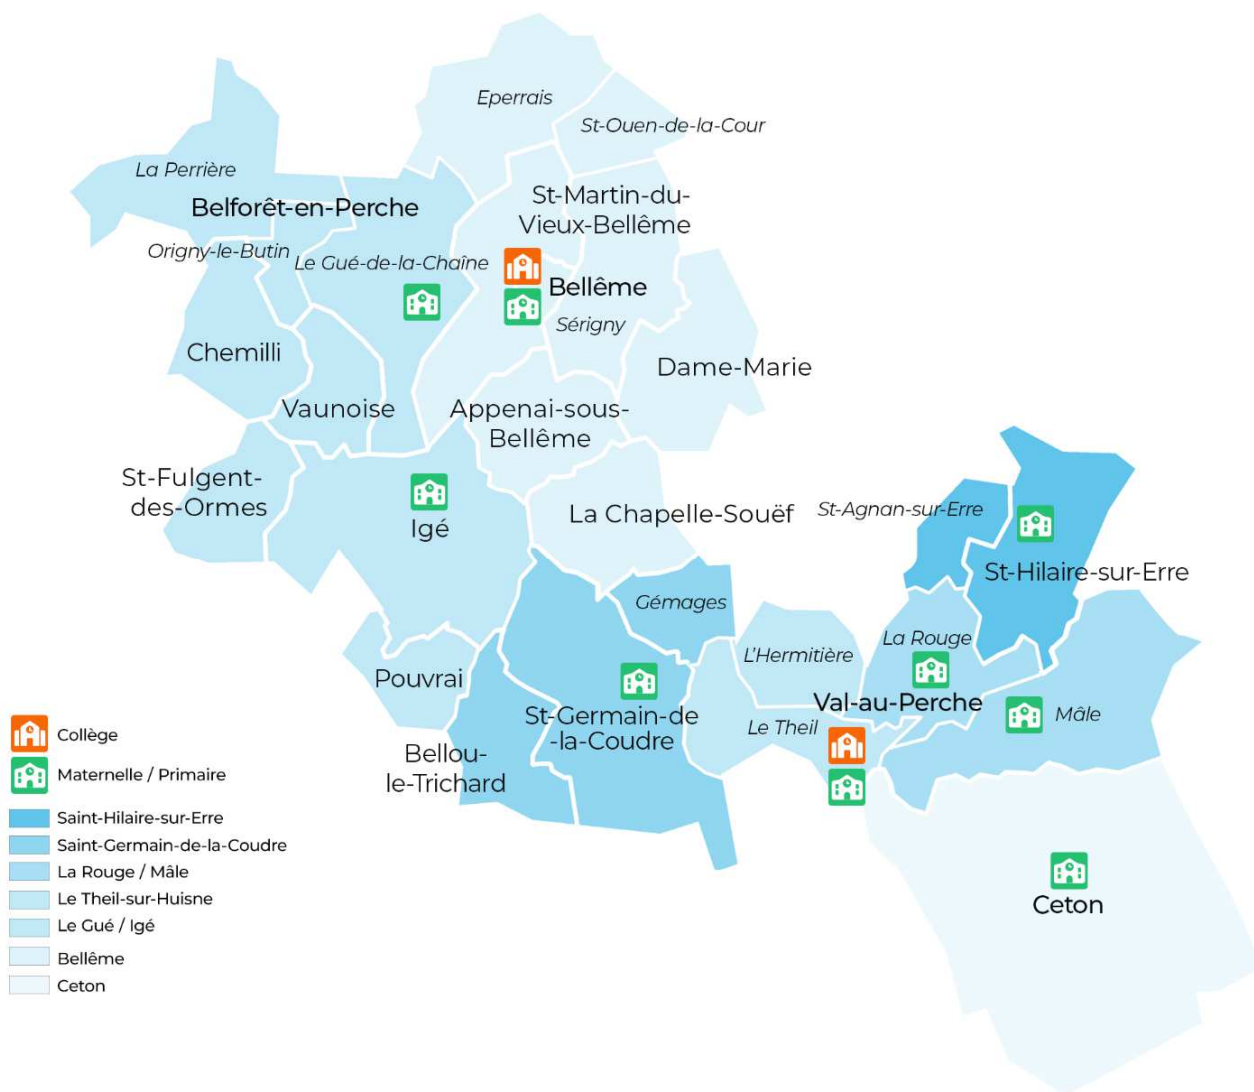 Eperrais
St-Ouen-de-la-Cour
La Perrière
St-Martin-du-
Vieux-Bellême
Belforêt-en-Perche
Origny-le-Butin
Le Gué-de-la-Chaîne
Bellême
Sérigny
Chemilli
Dame-Marie
Vaunoise
Appenai-sous-
Bellême
St-Fulgent-
des-Ormes
Igé
La Chapelle-Souëf
St-Agnan-sur-Erre
St-Hilaire-sur-Erre
Gémages
La Rouge
L'Hermitière
Pouvrai
Val-au-Perche
St-Germain-de
-la-Coudre
Le Theil
Mâle
Bellou-
le-Trichard
Ceton
Collège
Maternelle / Primaire
Saint-Hilaire-sur-Erre
Saint-Germain-de-la-Coudre
La Rouge / Mâle
Le Theil-sur-Huisne
Le Gué / Igé
Bellême
Ceton